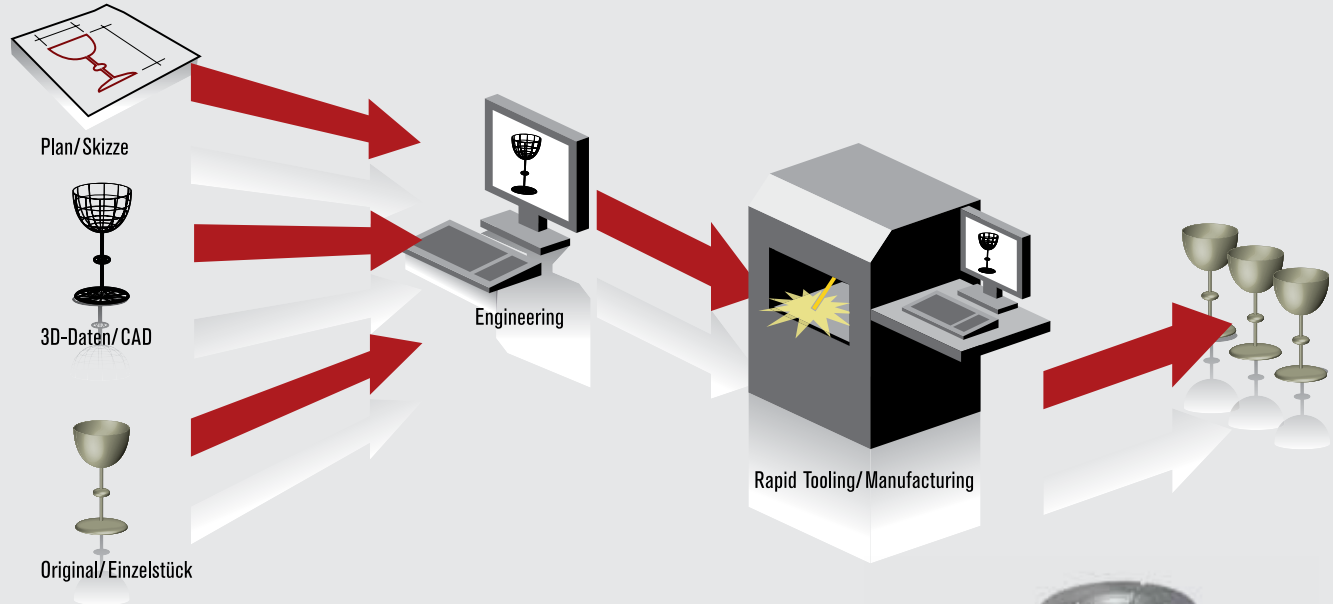 Plan/Skizze
3D-Daten/CAD
Original/Einzelstück
Engineering
Rapid Tooling/Manufacturing